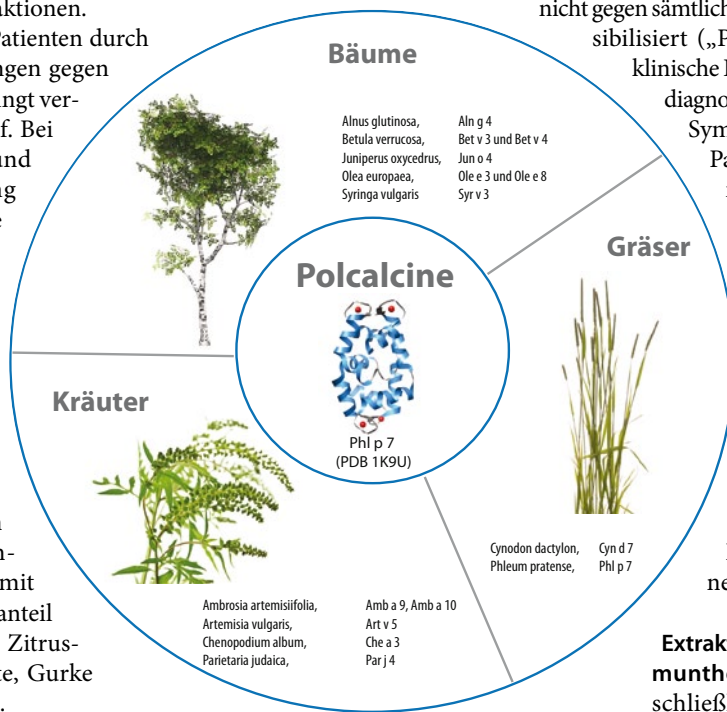 aktionen.
Patienten durch
ngen gegen
ngt ver-
f. Bei
und
ng
nicht gegen sämtlich
sibilisiert („P
klinische
diagno
Sym
Pa
Bäume
Alnus glutinosa, Aln g 4
Betula verrucosa, Bet v 3 und Bet v 4
Juniperus oxycedrus, Jun o 4
Olea europaea, Ole e 3 und Ole e 8
Syringa vulgaris Syr v 3
Gräser
Cynodon dactylon, Cyn d 7
Phleum pratense, Phl p 7
Polcalcine
Phl p 7
(PDB 1K9U)
Kräuter
Ambrosia artemisiifolia, Amb a 9, Amb a 10
Artemisia vulgaris, Art v 5
Chenopodium album, Che a 3
Parietaria judaica, Par j 4
n-
mit
anteil
Zitrus-
te, Gurke
ne
Extrak
munthe
schließ